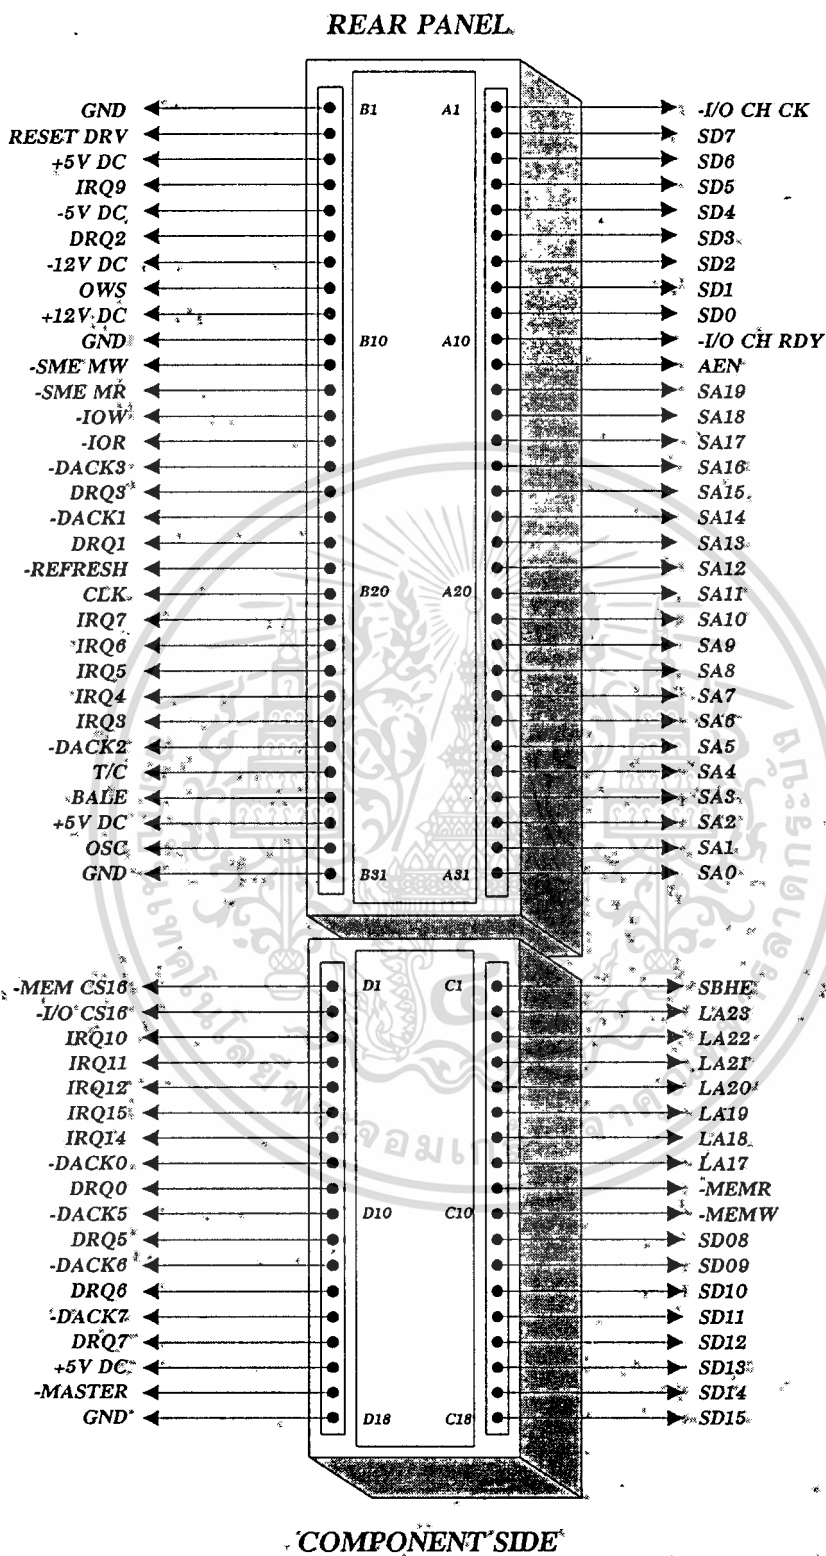 REAR PANEL
GND B1 A1 -I/O CH CK
RESET DRV SD7
+5V DC SD6
IRQ9 SD5
-5V DC SD4
DRQ2 SD3
-12V DC SD2
OWS SD1
+12V DC SD0
GND B10 A10 -I/O CH RDY
-SME MW AEN
-SME MR SA19
-IOW SA18
-IOR SA17
-DACK3 SA16
DRQ3 SA15
-DACK1 SA14
DRQ1 SA13
-REFRESH SA12
CLK B20 A20 SA11
IRQ7 SA10
IRQ6 SA9
IRQ5 SA8
IRQ4 SA7
IRQ3 SA6
-DACK2 SA5
T/C SA4
BALE SA3
+5V DC SA2
OSC SA1
GND B31 A31 SA0
-MEM CS16 D1 C1 SBHE
-I/O CS16 LA23
IRQ10 LA22
IRQ11 LA21
IRQ12 LA20
IRQ15 LA19
IRQ14 LA18
-DACK0 LA17
DRQ0 -MEMR
-DACK5 D10 C10 -MEMW
DRQ5 SD08
-DACK6 SD09
DRQ6 SD10
-DACK7 SD11
DRQ7 SD12
+5V DC SD13
-MASTER SD14
GND D18 C18 SD15
COMPONENT SIDE